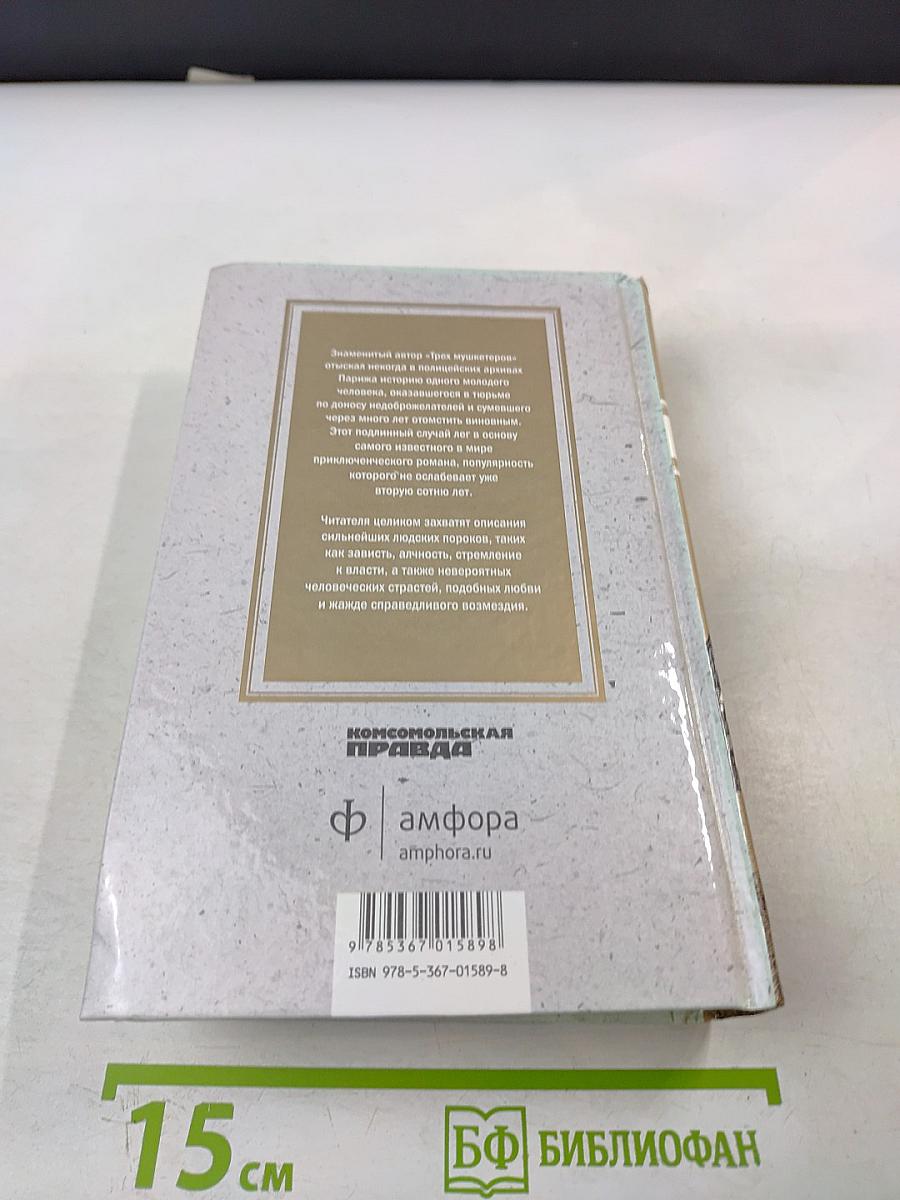 Знаменитый автор «Трех мушкетеров»
отыскал некогда в полицейских архивах
Парижа историю одного молодого
человека, оказавшегося в тюрьме
по доносу недоброжелателей и сумевшего
через много лет отомстить виновным.
Этот подлинный случай лег в основу
самого известного в мире
приключенческого романа, популярность
которого не ослабевает уже
вторую сотню лет.
Читателя целиком захватят описания
сильнейших людских пороков, таких
как зависть, алчность, стремление
к власти, а также невероятных
человеческих страстей, подобных любви
и жажде справедливого возмездия.
КОМСОМОЛЬСКАЯ
ПРАВДА
ф амфора
amphora.ru
9 785367 015898
ISBN 978-5-367-01589-8
15 см
БФ БИБЛИОФАН